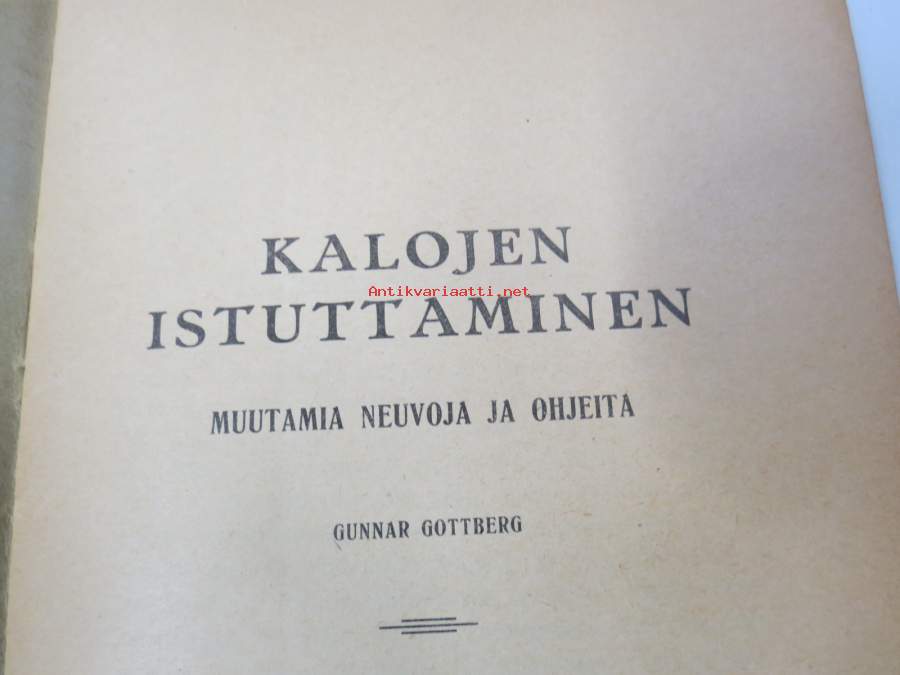 KALOJEN
Antikvariaatti.net
ISTUTTAMINEN
MUUTAMIA NEUVOJA JA OHJEITA
GUNNAR GOTTBERG